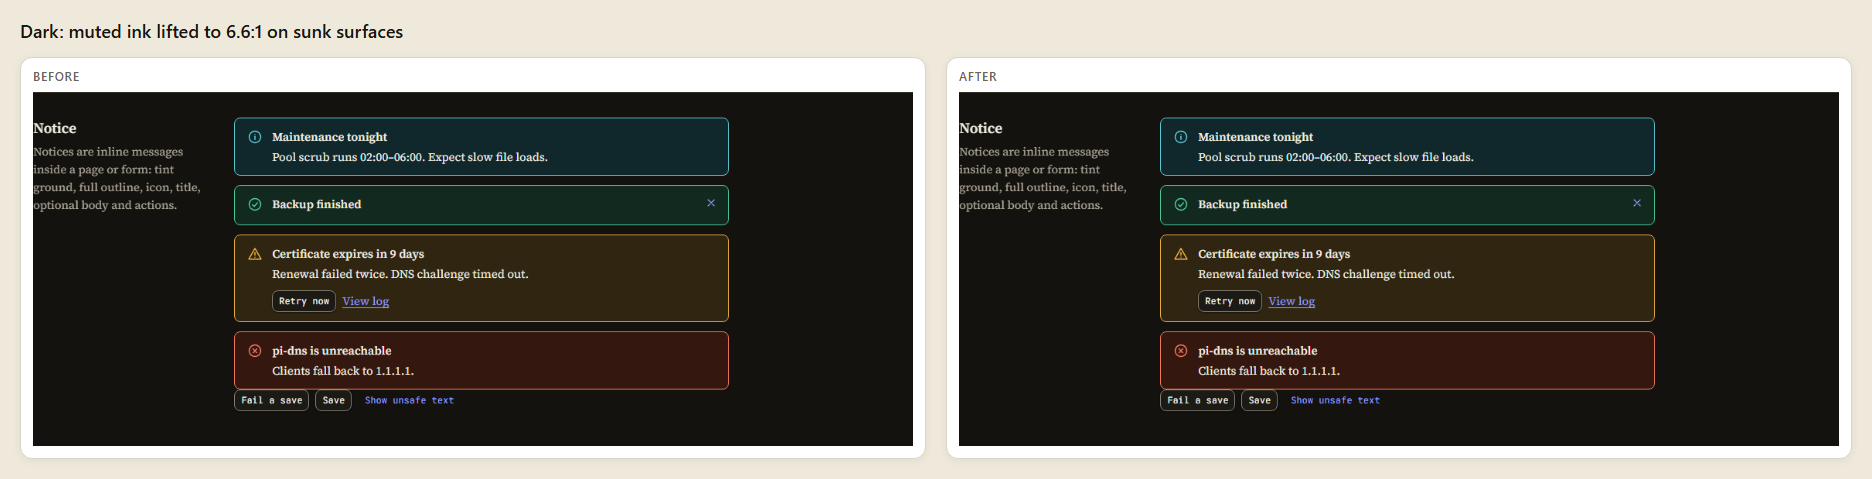 Dark: muted ink lifted to 6.6:1 on sunk surfaces
BEFORE
Notice
Notices are inline messages
inside a page or form: tint
ground, full outline, icon, title,
optional body and actions.
Maintenance tonight
Pool scrub runs 02:00–06:00. Expect slow file loads.
Backup finished
Certificate expires in 9 days
Renewal failed twice. DNS challenge timed out.
Retry now View log
pi-dns is unreachable
Clients fall back to 1.1.1.1.
Fail a save Save Show unsafe text
AFTER
Notice
Notices are inline messages
inside a page or form: tint
ground, full outline, icon, title,
optional body and actions.
Maintenance tonight
Pool scrub runs 02:00–06:00. Expect slow file loads.
Backup finished
Certificate expires in 9 days
Renewal failed twice. DNS challenge timed out.
Retry now View log
pi-dns is unreachable
Clients fall back to 1.1.1.1.
Fail a save Save Show unsafe text